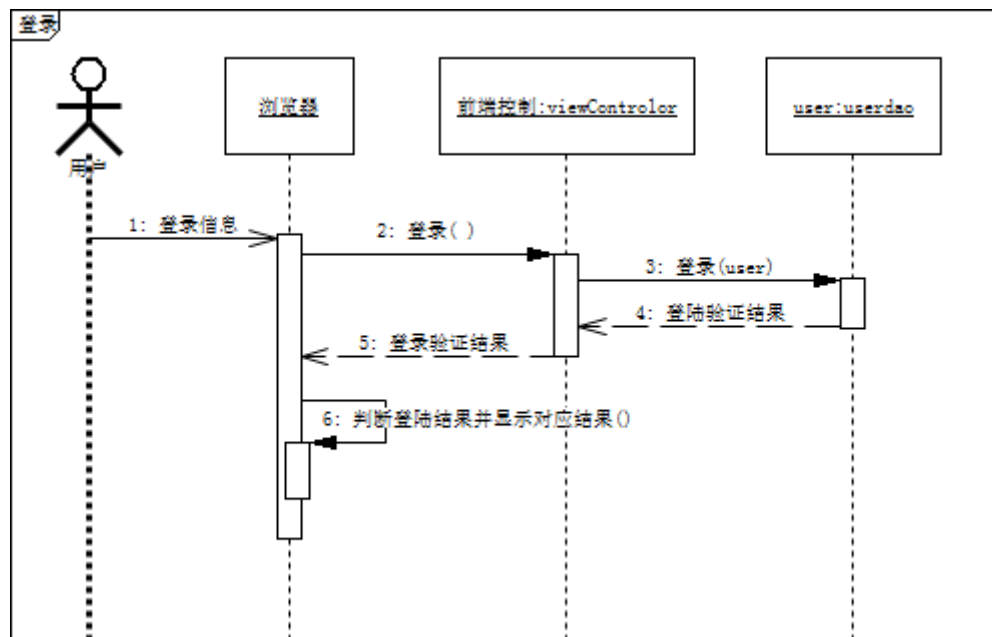 登录
浏览器
前端控制:viewControlor
user:userdao
用户
1: 登录信息
2: 登录( )
3: 登录(user)
4: 登陆验证结果
5: 登录验证结果
6: 判断登陆结果并显示对应结果()